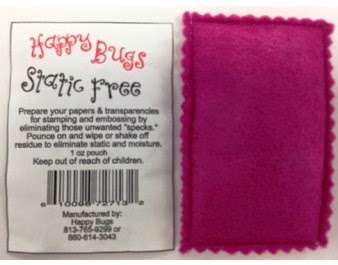 Happy Bugs
Static Free
Prepare your papers & transparencies
for stamping and embossing by
eliminating those unwanted "specks."
Pounce on and wipe or shake off
residue to eliminate static and moisture.
1 oz pouch
Keep out of reach of children.
Manufactured by:
Happy Bugs
813-765-9299 or
860-614-3043